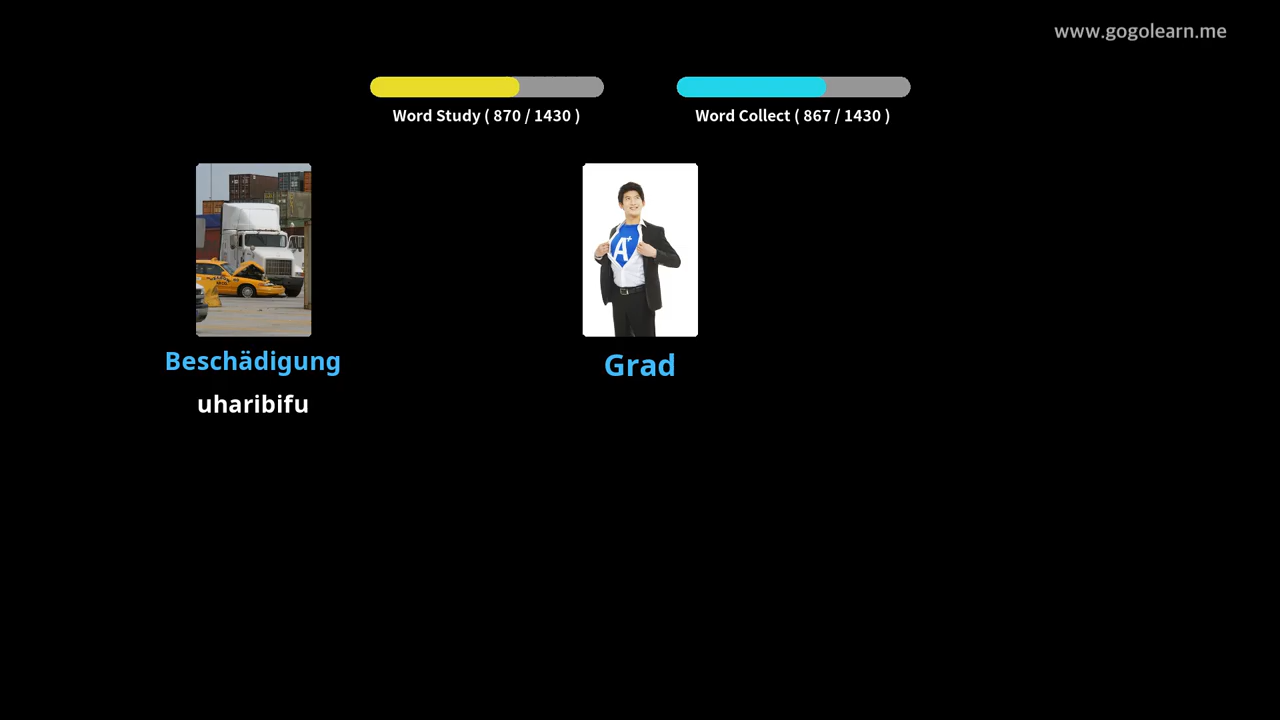 www.gogolearn.me
Word Study ( 870 / 1430 )
Word Collect ( 867 / 1430 )
A+
Beschädigung
Grad
uharibifu